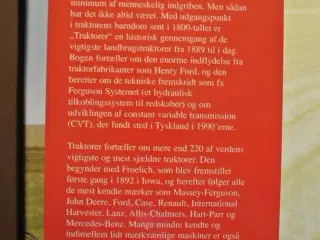 minimum af menneskelig indgriben. Men sådan
har det ikke altid været. Med udgangspunkt
i traktorens barndom sent i 1800-tallet er
„Traktorer“ en historisk gennemgang af de
vigtigste landbrugstraktorer fra 1889 til i dag.
Bogen fortæller om den enorme indflydelse fra
traktorfabrikanter som Henry Ford, og den
beretter om de tekniske fremskridt som fx
Ferguson Systemet (et hydraulisk
tilkoblingssystem til redskaber) og om
udviklingen af constant variable transmission
(CVT), der fandt sted i Tyskland i 1990'erne.
Traktorer fortæller om mere end 220 af verdens
vigtigste og mest sjældne traktorer. Den
begynder med Froelich, som blev fremstillet
første gang i 1892 i Iowa, og herefter følger alle
de mest kendte mærker som Massey-Ferguson,
John Deere, Ford, Case, Renault, International
Harvester, Lanz, Allis-Chalmers, Hart-Parr og
Mercedes-Benz. Mange mindre kendte og
indimellem lidt mærkværdige maskiner er også